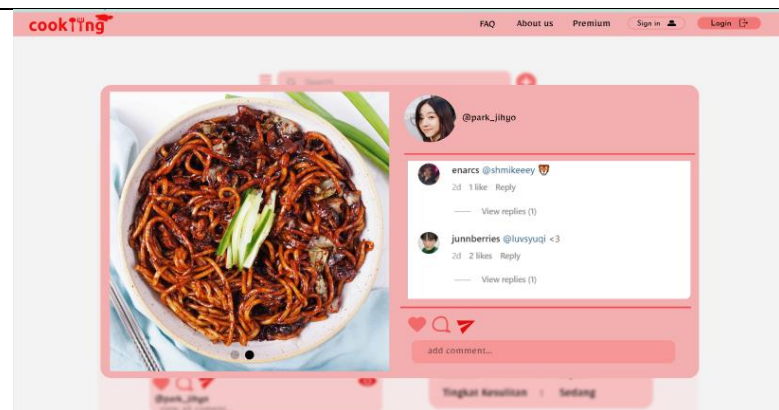 cooking
FAQ About us Premium Sign in Login
Search...
@park_jihyo
enarcs @shmikeeey 🐯
2d 1 like Reply
View replies (1)
junnberries @luvsyuqi <3
2d 2 likes Reply
View replies (1)
add comment...
@park_jihyo
Tingkat Kesulitan : Sedang